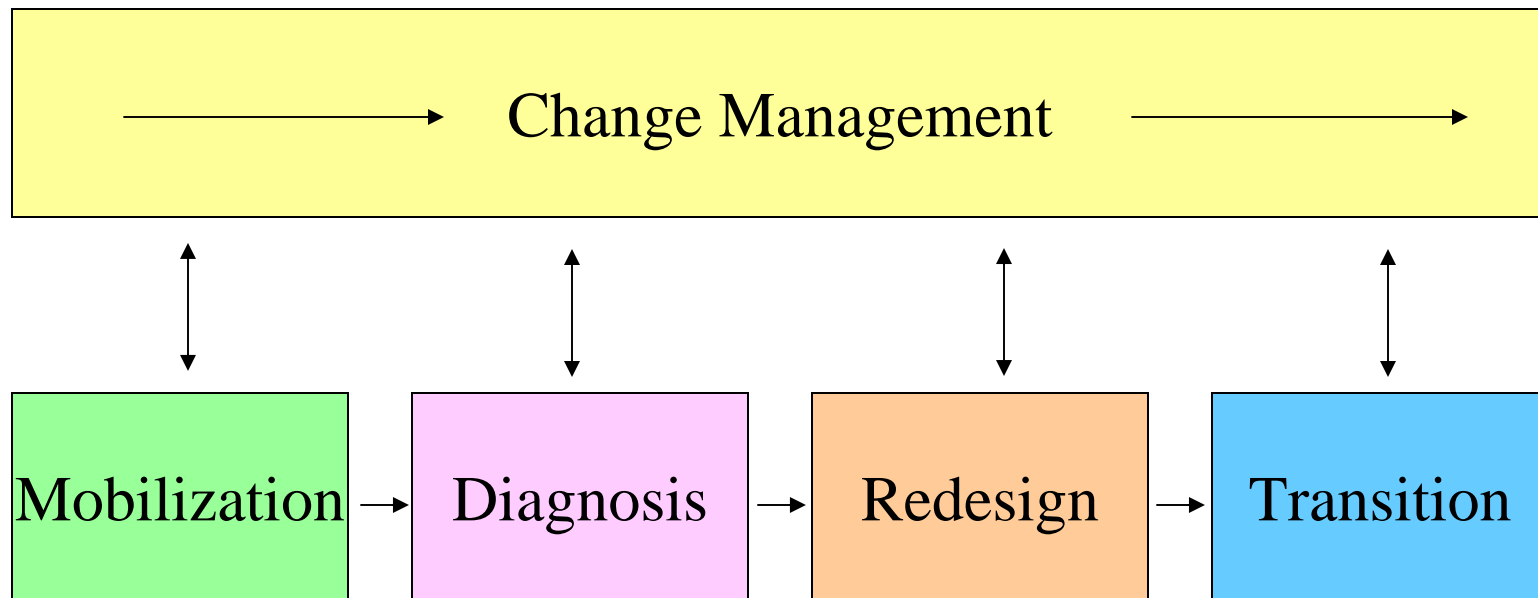 Change Management
Mobilization
Diagnosis
Redesign
Transition